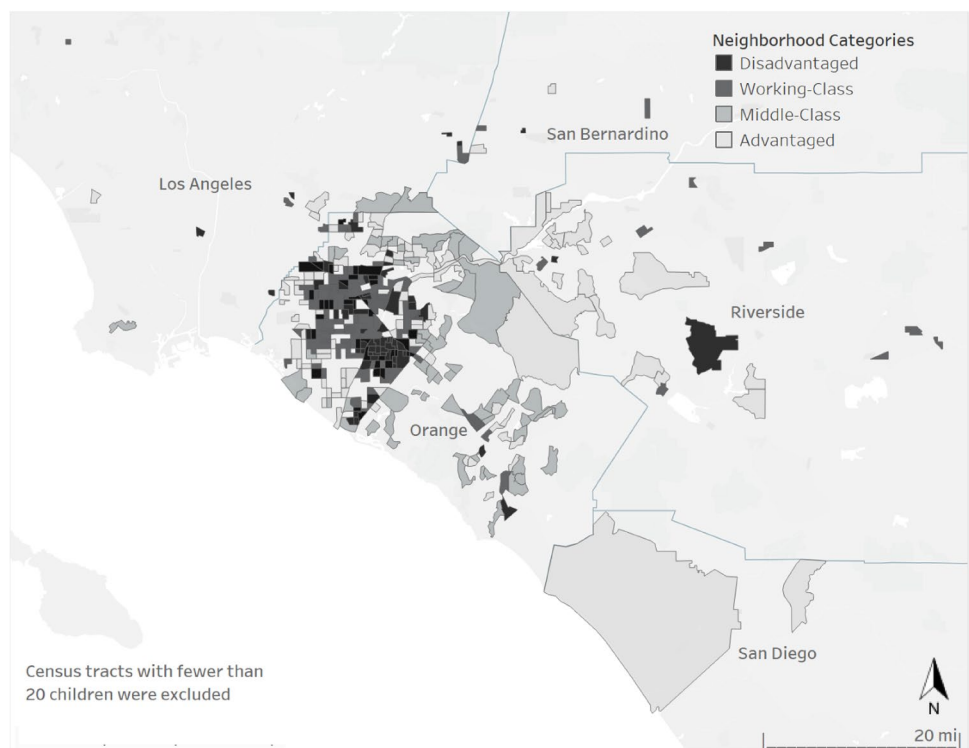 Neighborhood Categories
Disadvantaged
Working-Class
Middle-Class
Advantaged
San Bernardino
Los Angeles
Riverside
Orange
San Diego
Census tracts with fewer than
20 children were excluded
N
20 mi